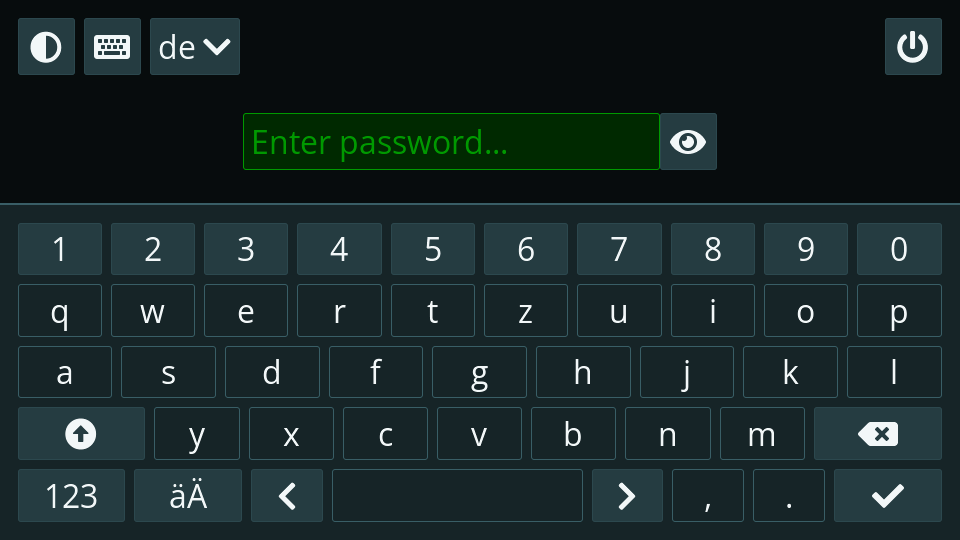 de
Enter password...
1 2 3 4 5 6 7 8 9 0
q w e r t z u i o p
a s d f g h j k l
y x c v b n m
123 äÄ , .